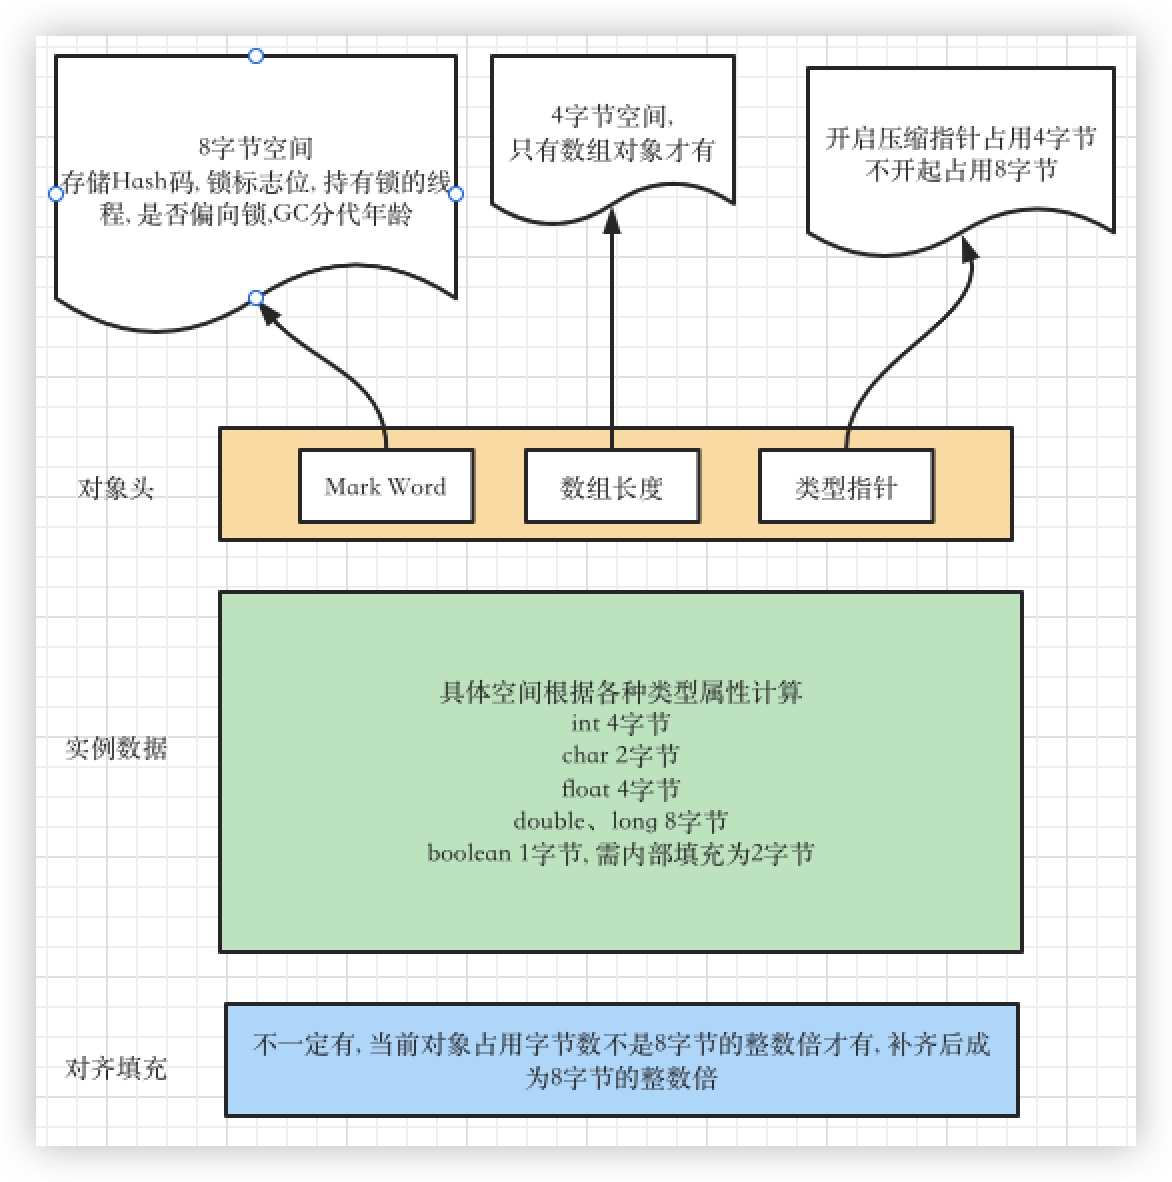 8字节空间
存储Hash码, 锁标志位, 持有锁的线
程, 是否偏向锁,GC分代年龄
4字节空间,
只有数组对象才有
开启压缩指针占用4字节
不开起占用8字节
对象头
Mark Word
数组长度
类型指针
实例数据
具体空间根据各种类型属性计算
int 4字节
char 2字节
float 4字节
double、long 8字节
boolean 1字节, 需内部填充为2字节
对齐填充
不一定有, 当前对象占用字节数不是8字节的整数倍才有, 补齐后成
为8字节的整数倍